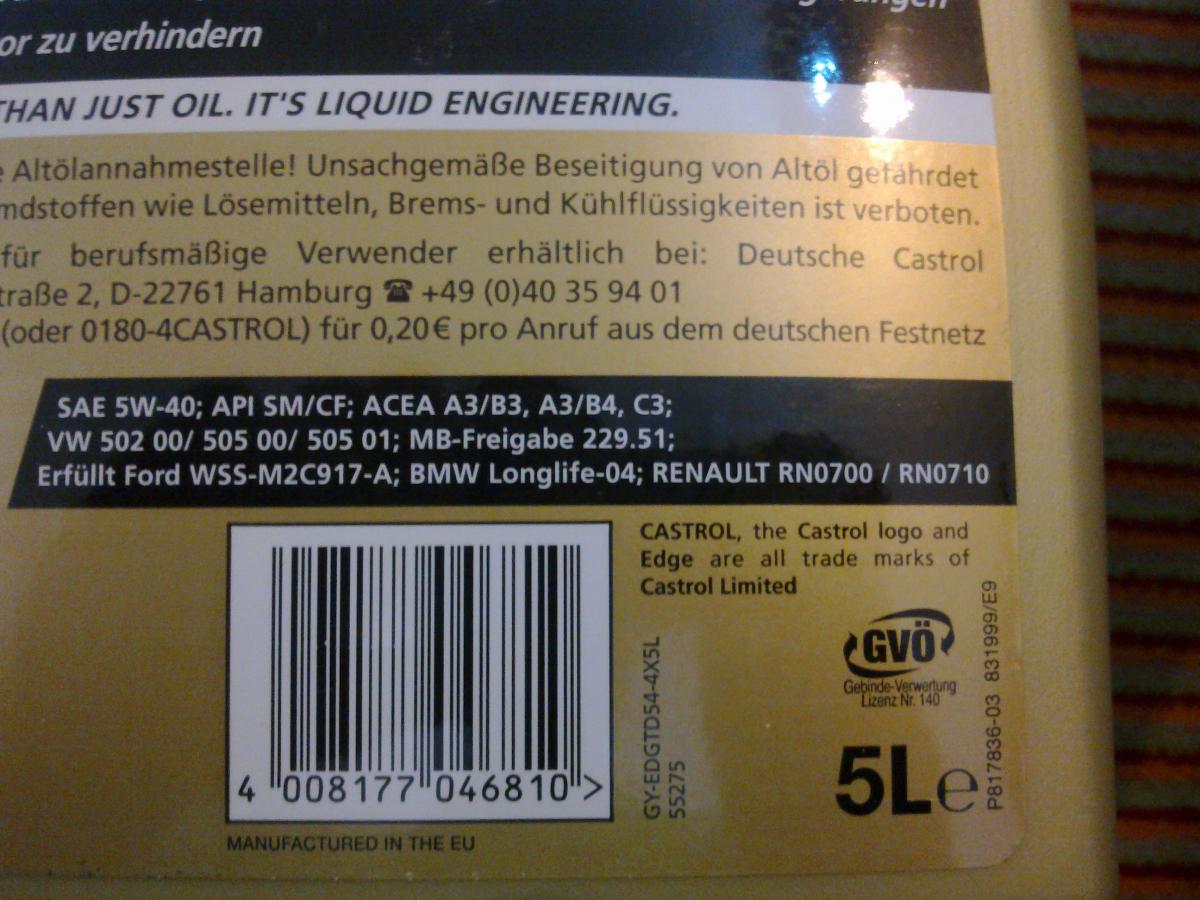 or zu verhindern
THAN JUST OIL. IT'S LIQUID ENGINEERING.
e Altölannahmestelle! Unsachgemäße Beseitigung von Altöl gefährdet
mdstoffen wie Lösemitteln, Brems- und Kühlflüssigkeiten ist verboten.
für berufsmäßige Verwender erhältlich bei: Deutsche Castrol
traße 2, D-22761 Hamburg ☎ +49 (0)40 35 94 01
(oder 0180-4CASTROL) für 0,20€ pro Anruf aus dem deutschen Festnetz
SAE 5W-40; API SM/CF; ACEA A3/B3, A3/B4, C3;
VW 502 00/ 505 00/ 505 01; MB-Freigabe 229.51;
Erfüllt Ford WSS-M2C917-A; BMW Longlife-04; RENAULT RN0700 / RN0710
CASTROL, the Castrol logo and
Edge are all trade marks of
Castrol Limited
GVÖ
Gebinde-Verwertung
Lizenz Nr. 140
5L e
P817836-03 831999/E9
GY-EDGTD54-4X5L
55275
4 008177 046810 >
MANUFACTURED IN THE EU